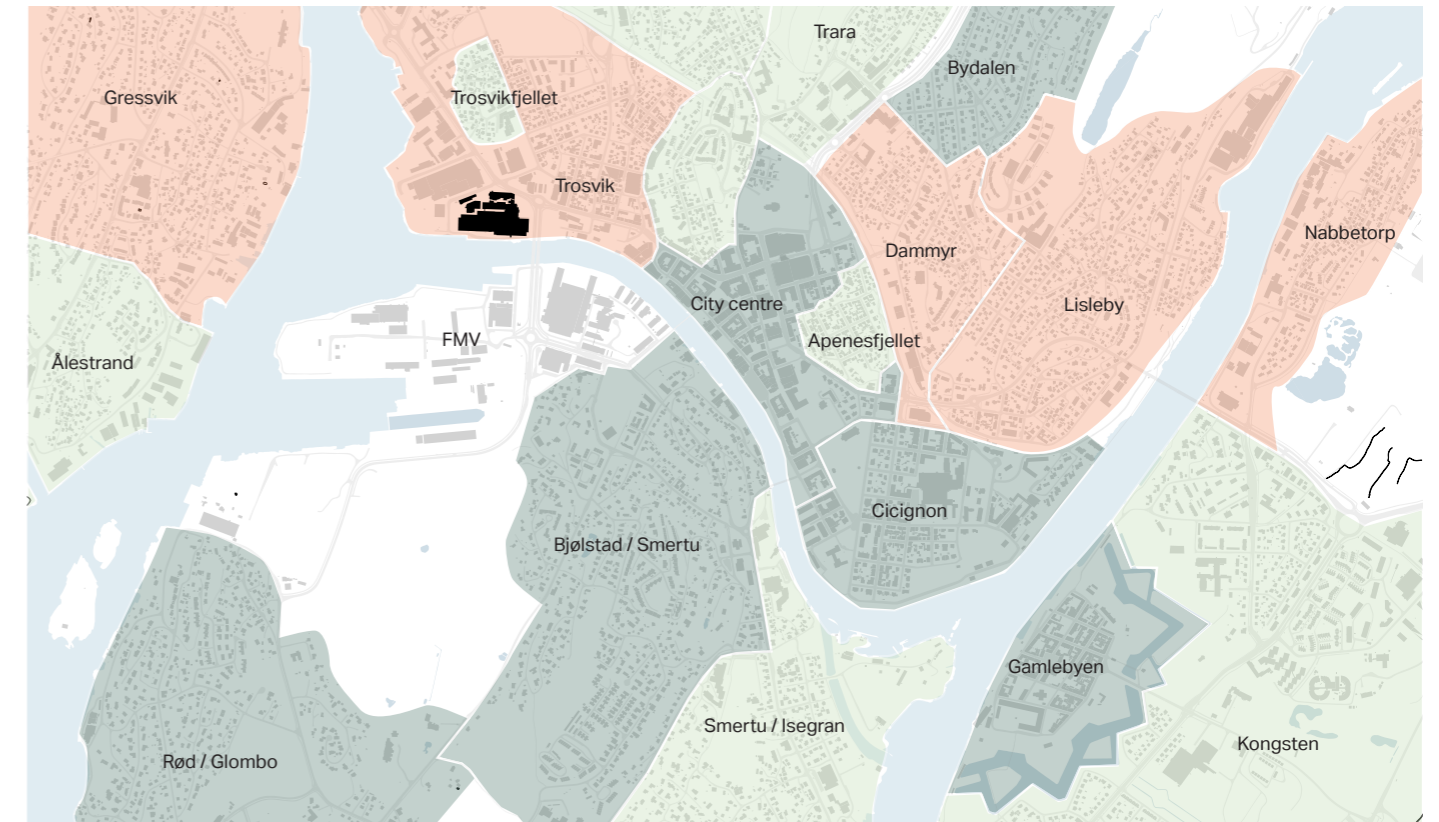 Trara
Bydalen
Gressvik
Trosvikfjellet
Trosvik
Nabbetorp
Dammyr
City centre
Lisleby
FMV
Apenesfjellet
Ålestrand
Cicignon
Bjølstad / Smertu
Gamlebyen
Smertu / Isegran
Kongsten
Rød / Glombo